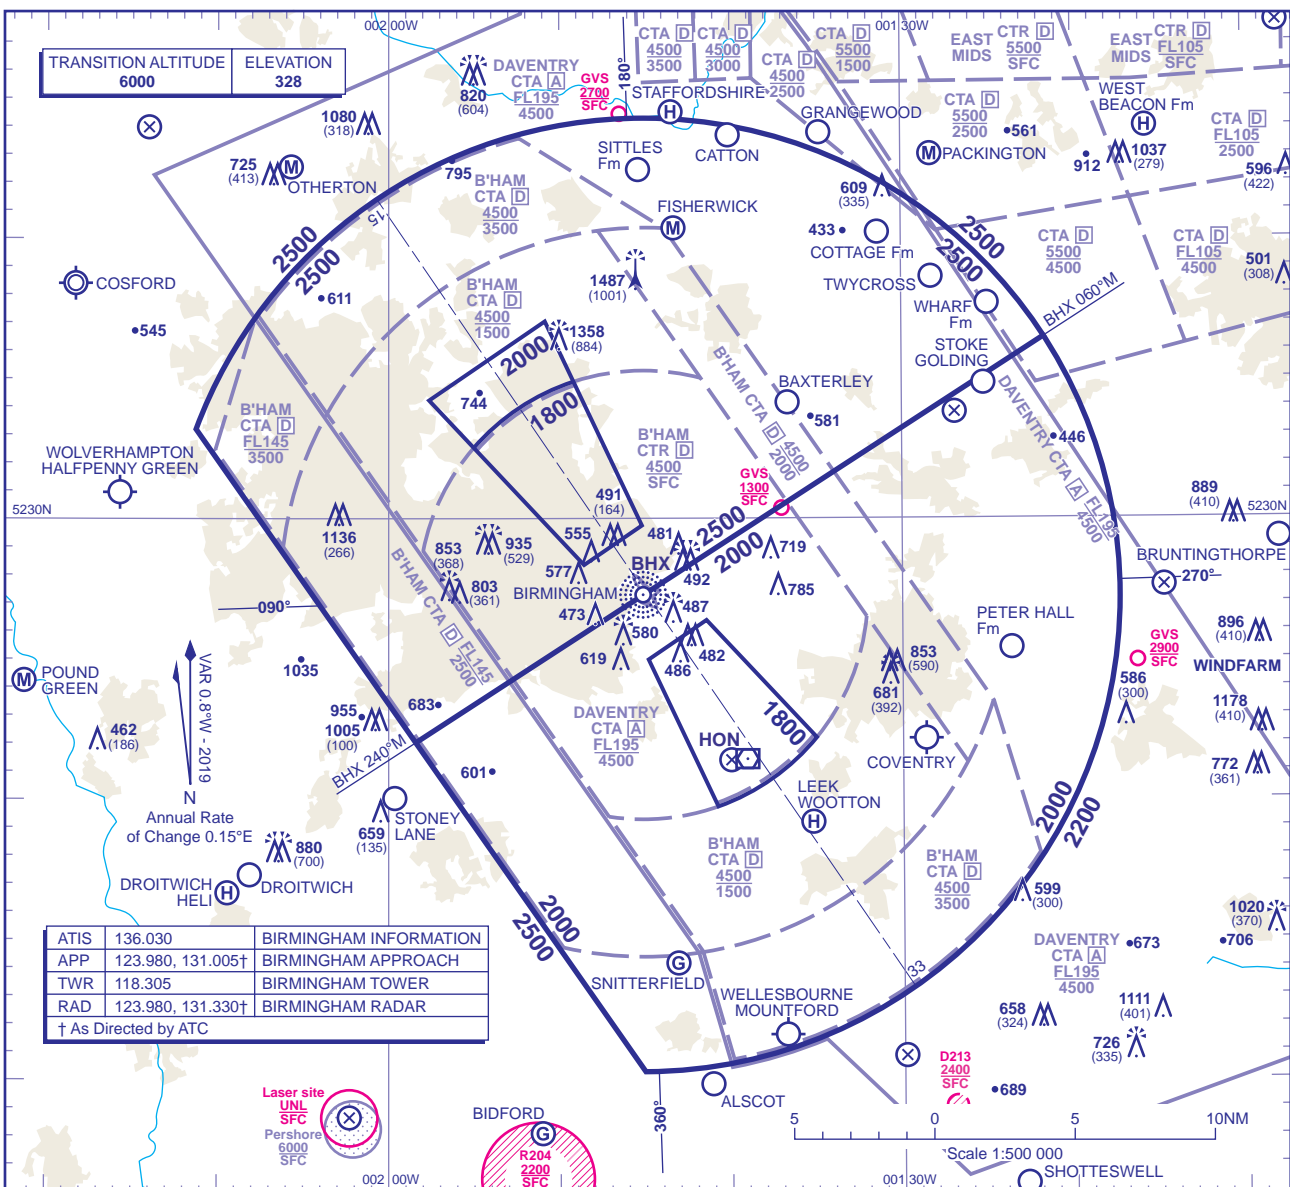 002 00W
001 30W
TRANSITION ALTITUDE
6000
ELEVATION
328
820
(604)
DAVENTRY
CTA A
FL195
4500
GVS
2700
SFC
180°
CTA D
4500
3500
CTA D
4500
3000
CTA D
4500
2500
CTA D
5500
1500
EAST
MIDS
CTR D
5500
SFC
EAST
MIDS
CTR D
FL105
SFC
STAFFORDSHIRE
H
CATTON
GRANGEWOOD
CTA D
5500
2500
561
WEST
BEACON Fm
H
912
1037
(279)
CTA D
FL105
2500
596
(422)
1080
(318)
725
(413)
M
OTHERTON
795
B'HAM
CTA D
4500
3500
SITTLES
Fm
M
PACKINGTON
609
(335)
FISHERWICK
M
433
COTTAGE Fm
TWYCROSS
WHARF
Fm
2500
2500
CTA D
5500
4500
CTA D
FL105
4500
501
(308)
2500
2500
15
COSFORD
611
545
B'HAM
CTA D
4500
1500
1487
(1001)
1358
(884)
2000
744
1800
BHX 060°M
STOKE
GOLDING
BAXTERLEY
581
446
B'HAM CTA D 4500
2000
DAVENTRY CTA A FL195
4500
B'HAM
CTA D
FL145
3500
B'HAM
CTR D
4500
SFC
WOLVERHAMPTON
HALFPENNY GREEN
GVS
1300
SFC
5230N
5230N
889
(410)
BRUNTINGTHORPE
270°
491
(164)
1136
(266)
853
(368)
935
(529)
803
(361)
555
577
481
492
2500
2000
719
785
BHX
BIRMINGHAM
473
580
619
487
482
486
090°
B'HAM CTA D FL145
2500
PETER HALL
Fm
853
(590)
681
(392)
GVS
2900
SFC
896
(410)
WINDFARM
586
(300)
1178
(410)
772
(361)
M
POUND
GREEN
1035
VAR 0.8°W - 2019
N
Annual Rate
of Change 0.15°E
462
(186)
955
1005
(100)
683
BHX 240°M
601
DAVENTRY
CTA A
FL195
4500
HON
1800
COVENTRY
LEEK
WOOTTON
H
659
(135)
STONEY
LANE
880
(700)
DROITWICH
HELI
H
DROITWICH
2000
2200
B'HAM
CTA D
4500
1500
B'HAM
CTA D
4500
3500
599
(300)
1020
(370)
706
673
DAVENTRY
CTA A
FL195
4500
2000
2500
33
ATIS 136.030 BIRMINGHAM INFORMATION
APP 123.980, 131.005† BIRMINGHAM APPROACH
TWR 118.305 BIRMINGHAM TOWER
RAD 123.980, 131.330† BIRMINGHAM RADAR
† As Directed by ATC
G
SNITTERFIELD
WELLESBOURNE
MOUNTFORD
658
(324)
1111
(401)
726
(335)
D213
2400
SFC
689
360°
ALSCOT
Laser site
UNL
SFC
Pershore
6000
SFC
BIDFORD
G
R204
2200
SFC
5
0
5
10NM
Scale 1:500 000
SHOTTESWELL
002 00W
001 30W